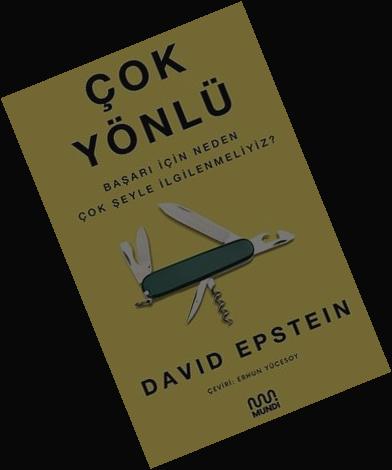 ÇOK
YÖNLÜ
BAŞARI İÇİN NEDEN
ÇOK ŞEYLE İLGİLENMELİYİZ?
DAVID EPSTEIN
ÇEVİRİ: ERHUN YÜCESOY
MUNDİ